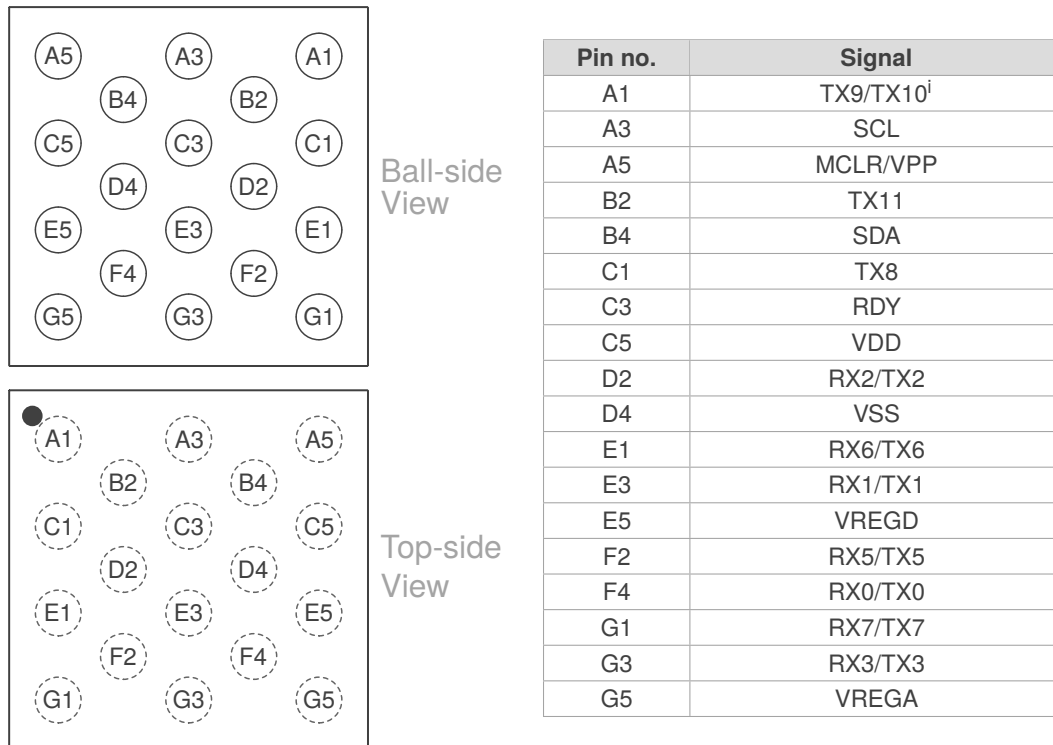 A5 A3 A1
B4 B2
C5 C3 C1
D4 D2
E5 E3 E1
F4 F2
G5 G3 G1
Ball-side
View
A1 A3 A5
B2 B4
C1 C3 C5
D2 D4
E1 E3 E5
F2 F4
G1 G3 G5
Top-side
View
Pin no. Signal
A1 TX9/TX10ⁱ
A3 SCL
A5 MCLR/VPP
B2 TX11
B4 SDA
C1 TX8
C3 RDY
C5 VDD
D2 RX2/TX2
D4 VSS
E1 RX6/TX6
E3 RX1/TX1
E5 VREGD
F2 RX5/TX5
F4 RX0/TX0
G1 RX7/TX7
G3 RX3/TX3
G5 VREGA